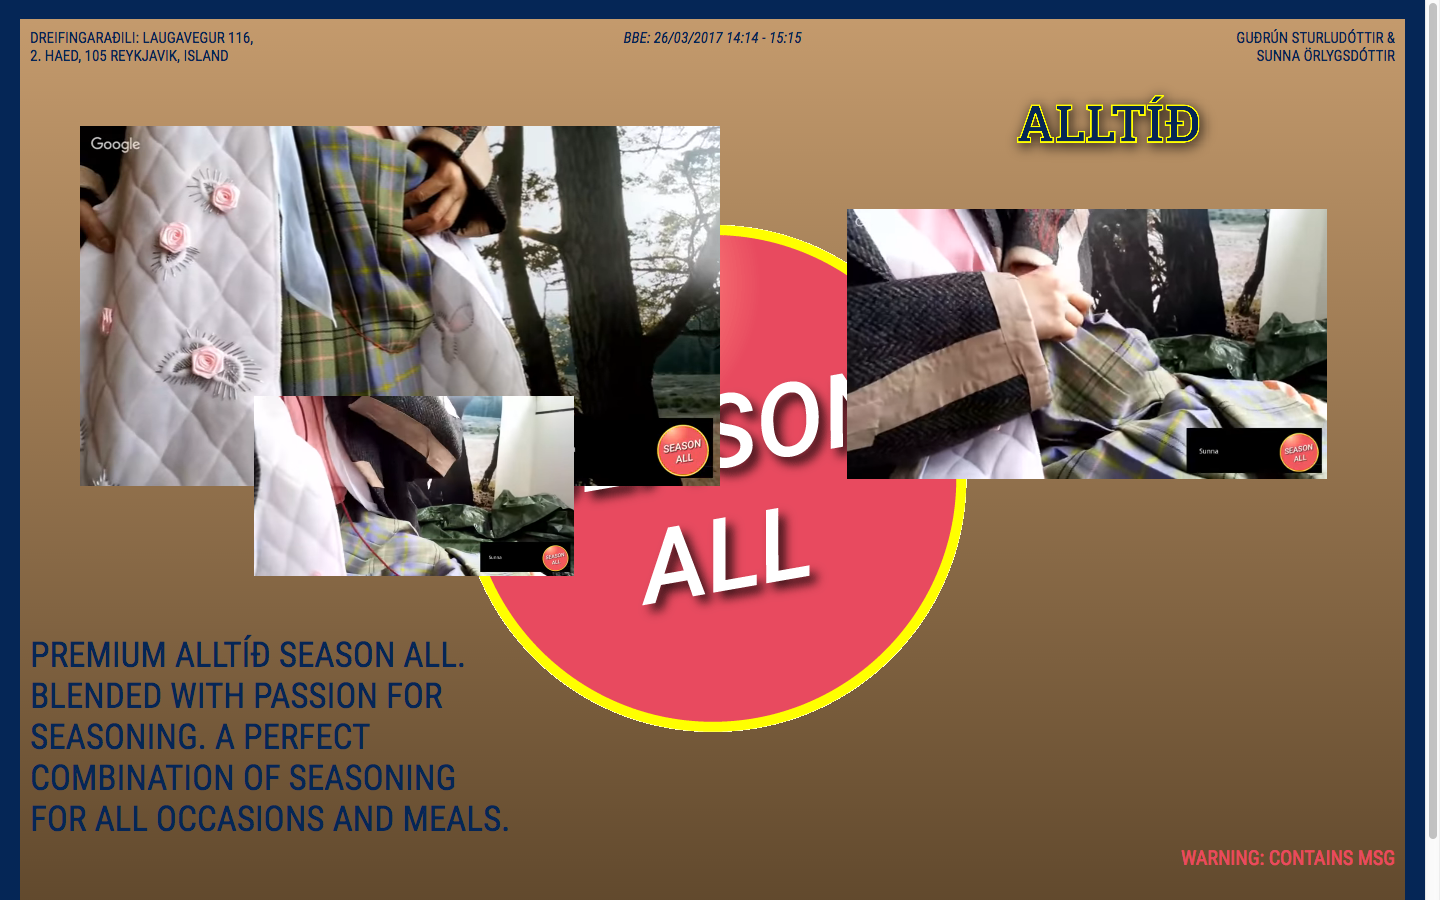 DREIFINGARAÐILI: LAUGAVEGUR 116,
2. HAED, 105 REYKJAVIK, ISLAND
BBE: 26/03/2017 14:14 - 15:15
GUÐRÚN STURLUDÓTTIR &
SUNNA ÖRLYGSDÓTTIR
ALLTÍÐ
Google
SEASON
ALL
Sunna
SEASON
ALL
Sunna
SEASON
ALL
SON
ALL
PREMIUM ALLTÍÐ SEASON ALL.
BLENDED WITH PASSION FOR
SEASONING. A PERFECT
COMBINATION OF SEASONING
FOR ALL OCCASIONS AND MEALS.
WARNING: CONTAINS MSG